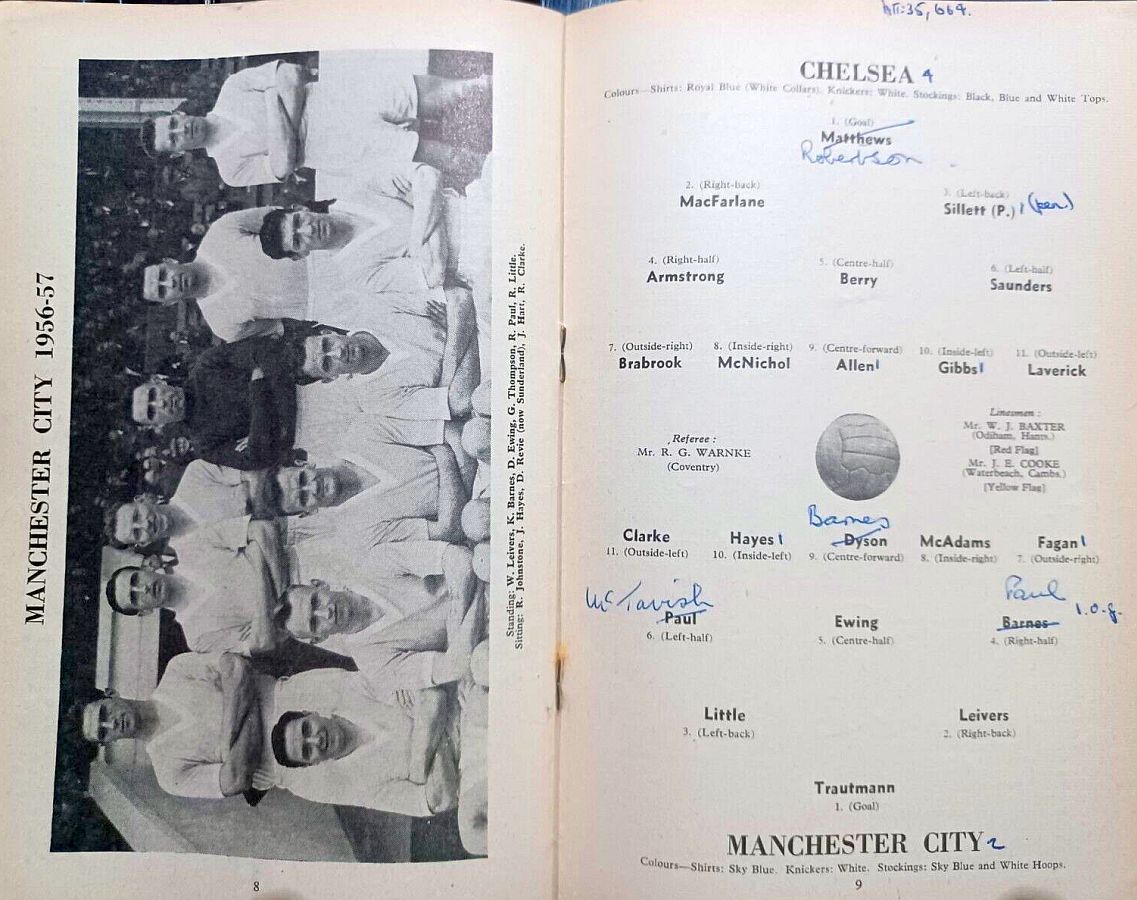 MANCHESTER CITY 1956-57
Standing: W. Leivers, K. Barnes, D. Ewing, G. Thompson, R. Paul, R. Little.
Sitting: R. Johnstone, J. Hayes, D. Revie (now Sunderland), J. Hart, R. Clarke.
8
ATT: 35,664.
CHELSEA 4
Colours—Shirts: Royal Blue (White Collars). Knickers: White. Stockings: Black, Blue and White Tops.
1. (Goal)
Matthews
Robertson
2. (Right-back)
MacFarlane
3. (Left-back)
Sillett (P.) 1 (pen)
4. (Right-half)
Armstrong
5. (Centre-half)
Berry
6. (Left-half)
Saunders
7. (Outside-right)
Brabrook
8. (Inside-right)
McNichol
9. (Centre-forward)
Allen 1
10. (Inside-left)
Gibbs 1
11. (Outside-left)
Laverick
Referee :
Mr. R. G. WARNKE
(Coventry)
Linesmen :
Mr. W. J. BAXTER
(Odiham, Hants.)
[Red Flag]
Mr. J. E. COOKE
(Waterbeach, Cambs.)
[Yellow Flag]
Clarke
11. (Outside-left)
Hayes 1
10. (Inside-left)
Barnes
Dyson
9. (Centre-forward)
McAdams
8. (Inside-right)
Fagan 1
7. (Outside-right)
McTavish
Paul
6. (Left-half)
Ewing
5. (Centre-half)
Paul 1. o.g.
Barnes
4. (Right-half)
Little
3. (Left-back)
Leivers
2. (Right-back)
Trautmann
1. (Goal)
MANCHESTER CITY 2
Colours—Shirts: Sky Blue. Knickers: White. Stockings: Sky Blue and White Hoops.
9